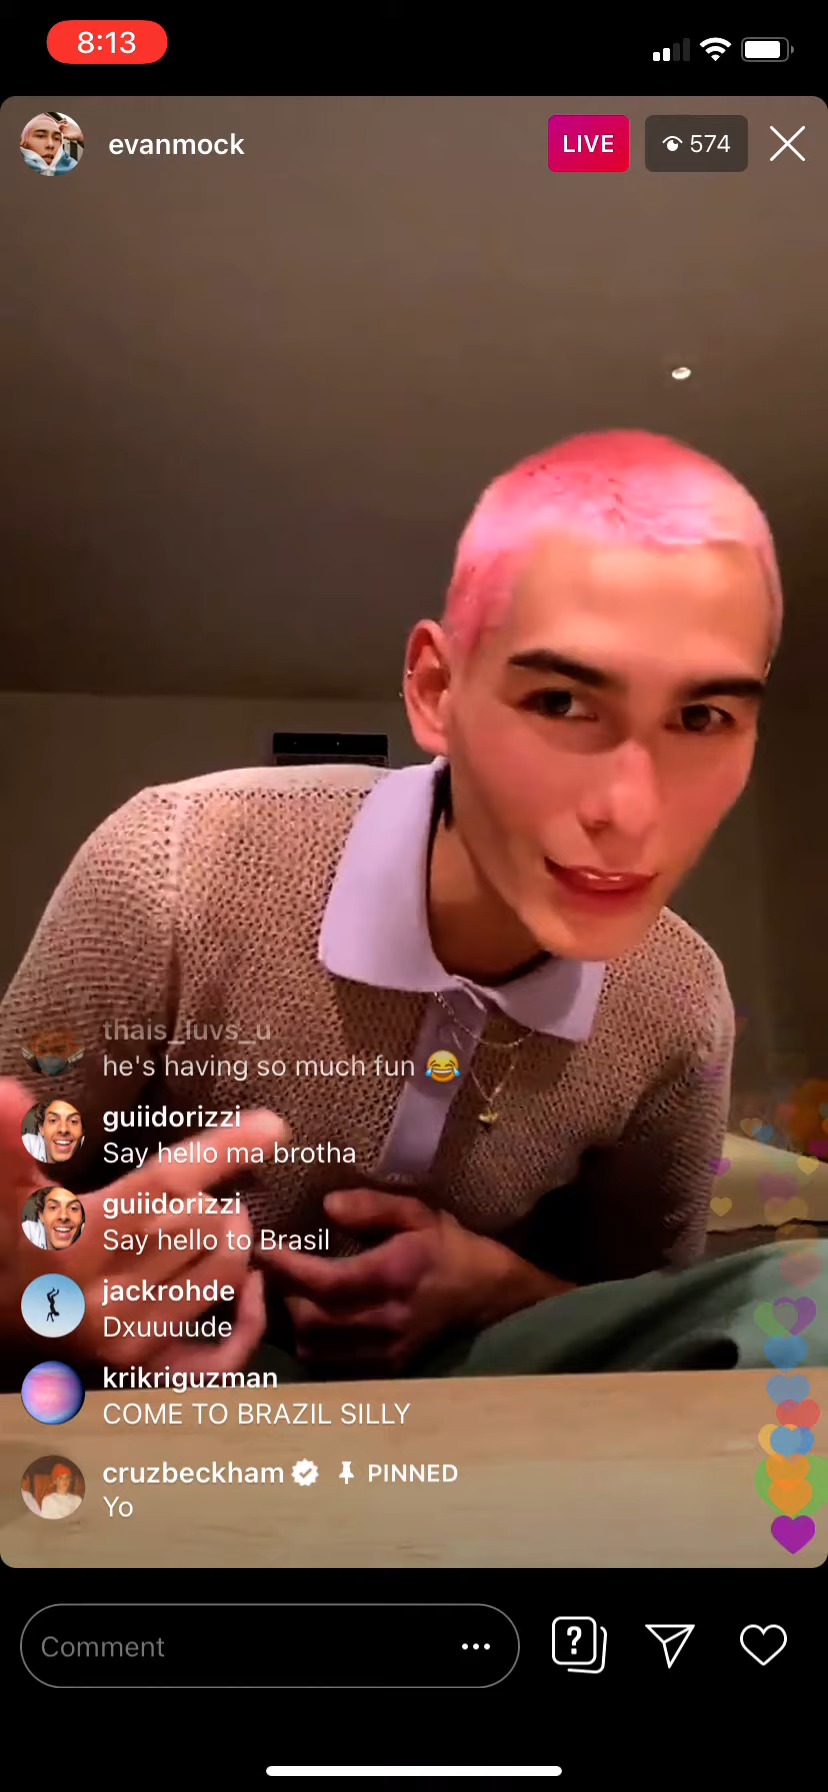 8:13
evanmock
LIVE
574
thais_luvs_u
he's having so much fun 😂
guiidorizzi
Say hello ma brotha
guiidorizzi
Say hello to Brasil
jackrohde
Dxuuuude
krikriguzman
COME TO BRAZIL SILLY
cruzbeckham PINNED
Yo
Comment